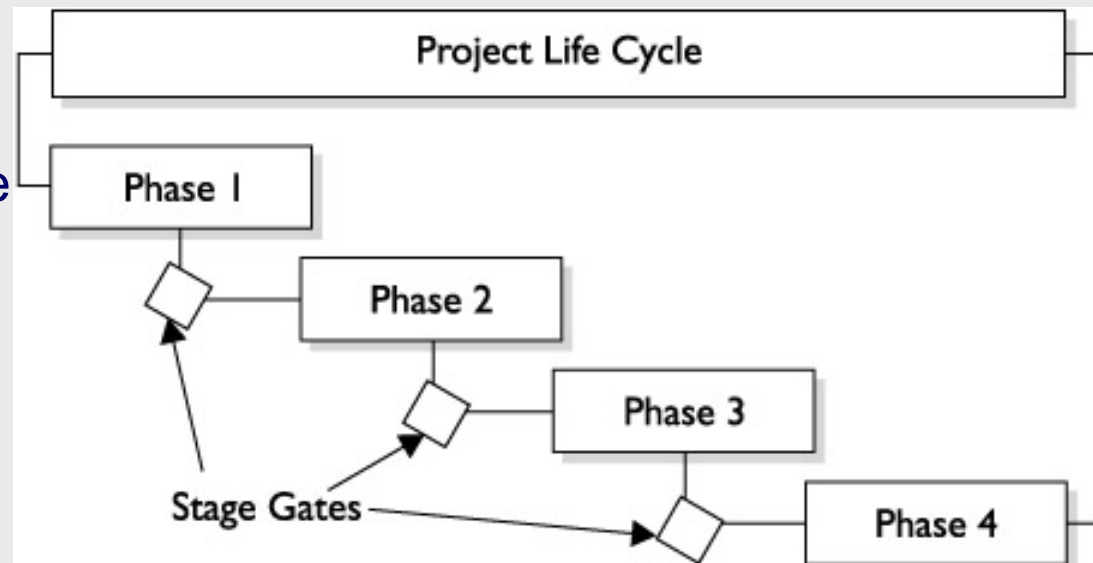 Project Life Cycle
e
Phase 1
Phase 2
Phase 3
Stage Gates
Phase 4